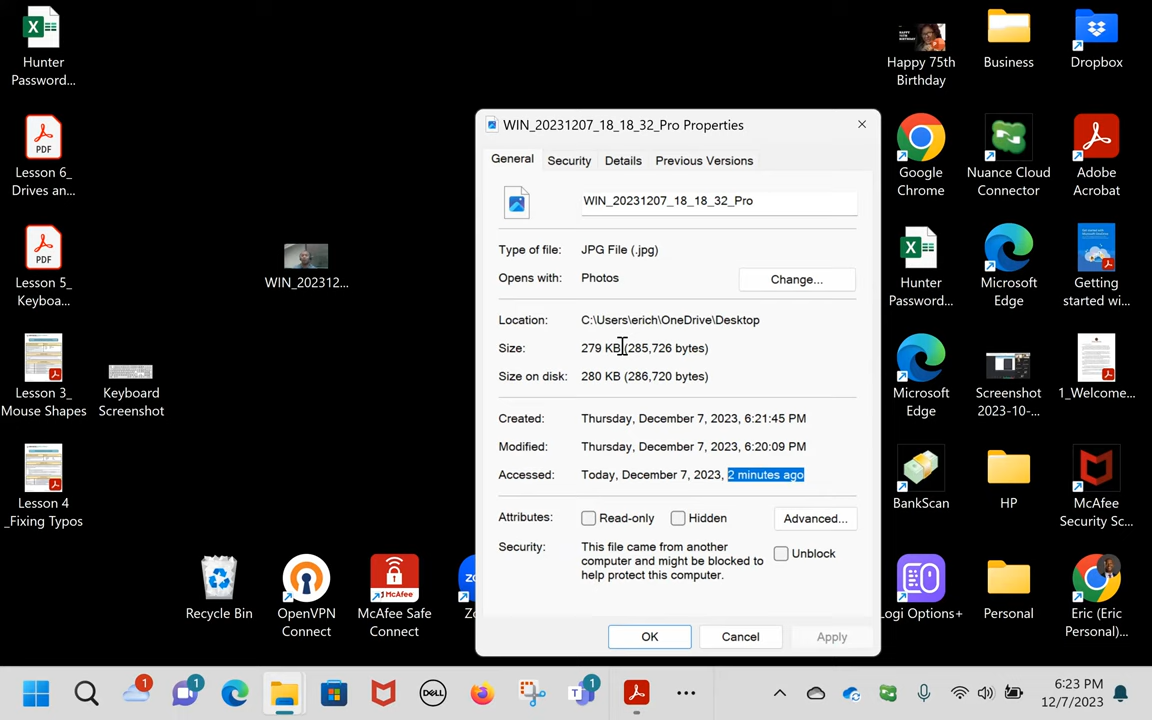 Hunter
Password...
Lesson 6_
Drives an...
Lesson 5_
Keyboa...
Lesson 3_
Mouse Shapes
Lesson 4
_Fixing Typos
PDF
PDF
WIN_202312...
Keyboard
Screenshot
Recycle Bin
OpenVPN
Connect
McAfee Safe
Connect
WIN_20231207_18_18_32_Pro Properties
General
Security
Details
Previous Versions
WIN_20231207_18_18_32_Pro
Type of file: JPG File (.jpg)
Opens with: Photos
Change...
Location: C:\Users\erich\OneDrive\Desktop
Size: 279 KB (285,726 bytes)
Size on disk: 280 KB (286,720 bytes)
Created: Thursday, December 7, 2023, 6:21:45 PM
Modified: Thursday, December 7, 2023, 6:20:09 PM
Accessed: Today, December 7, 2023, 2 minutes ago
Attributes: Read-only Hidden
Advanced...
Security: This file came from another
computer and might be blocked to
help protect this computer.
Unblock
OK
Cancel
Apply
Happy 75th
Birthday
Business
Dropbox
Google
Chrome
Nuance Cloud
Connector
Adobe
Acrobat
Hunter
Password...
Microsoft
Edge
Getting
started wi...
Microsoft
Edge
Screenshot
2023-10-...
1_Welcome...
BankScan
HP
McAfee
Security Sc...
Logi Options+
Personal
Eric (Eric
Personal)...
1
1
DELL
1
6:23 PM
12/7/2023